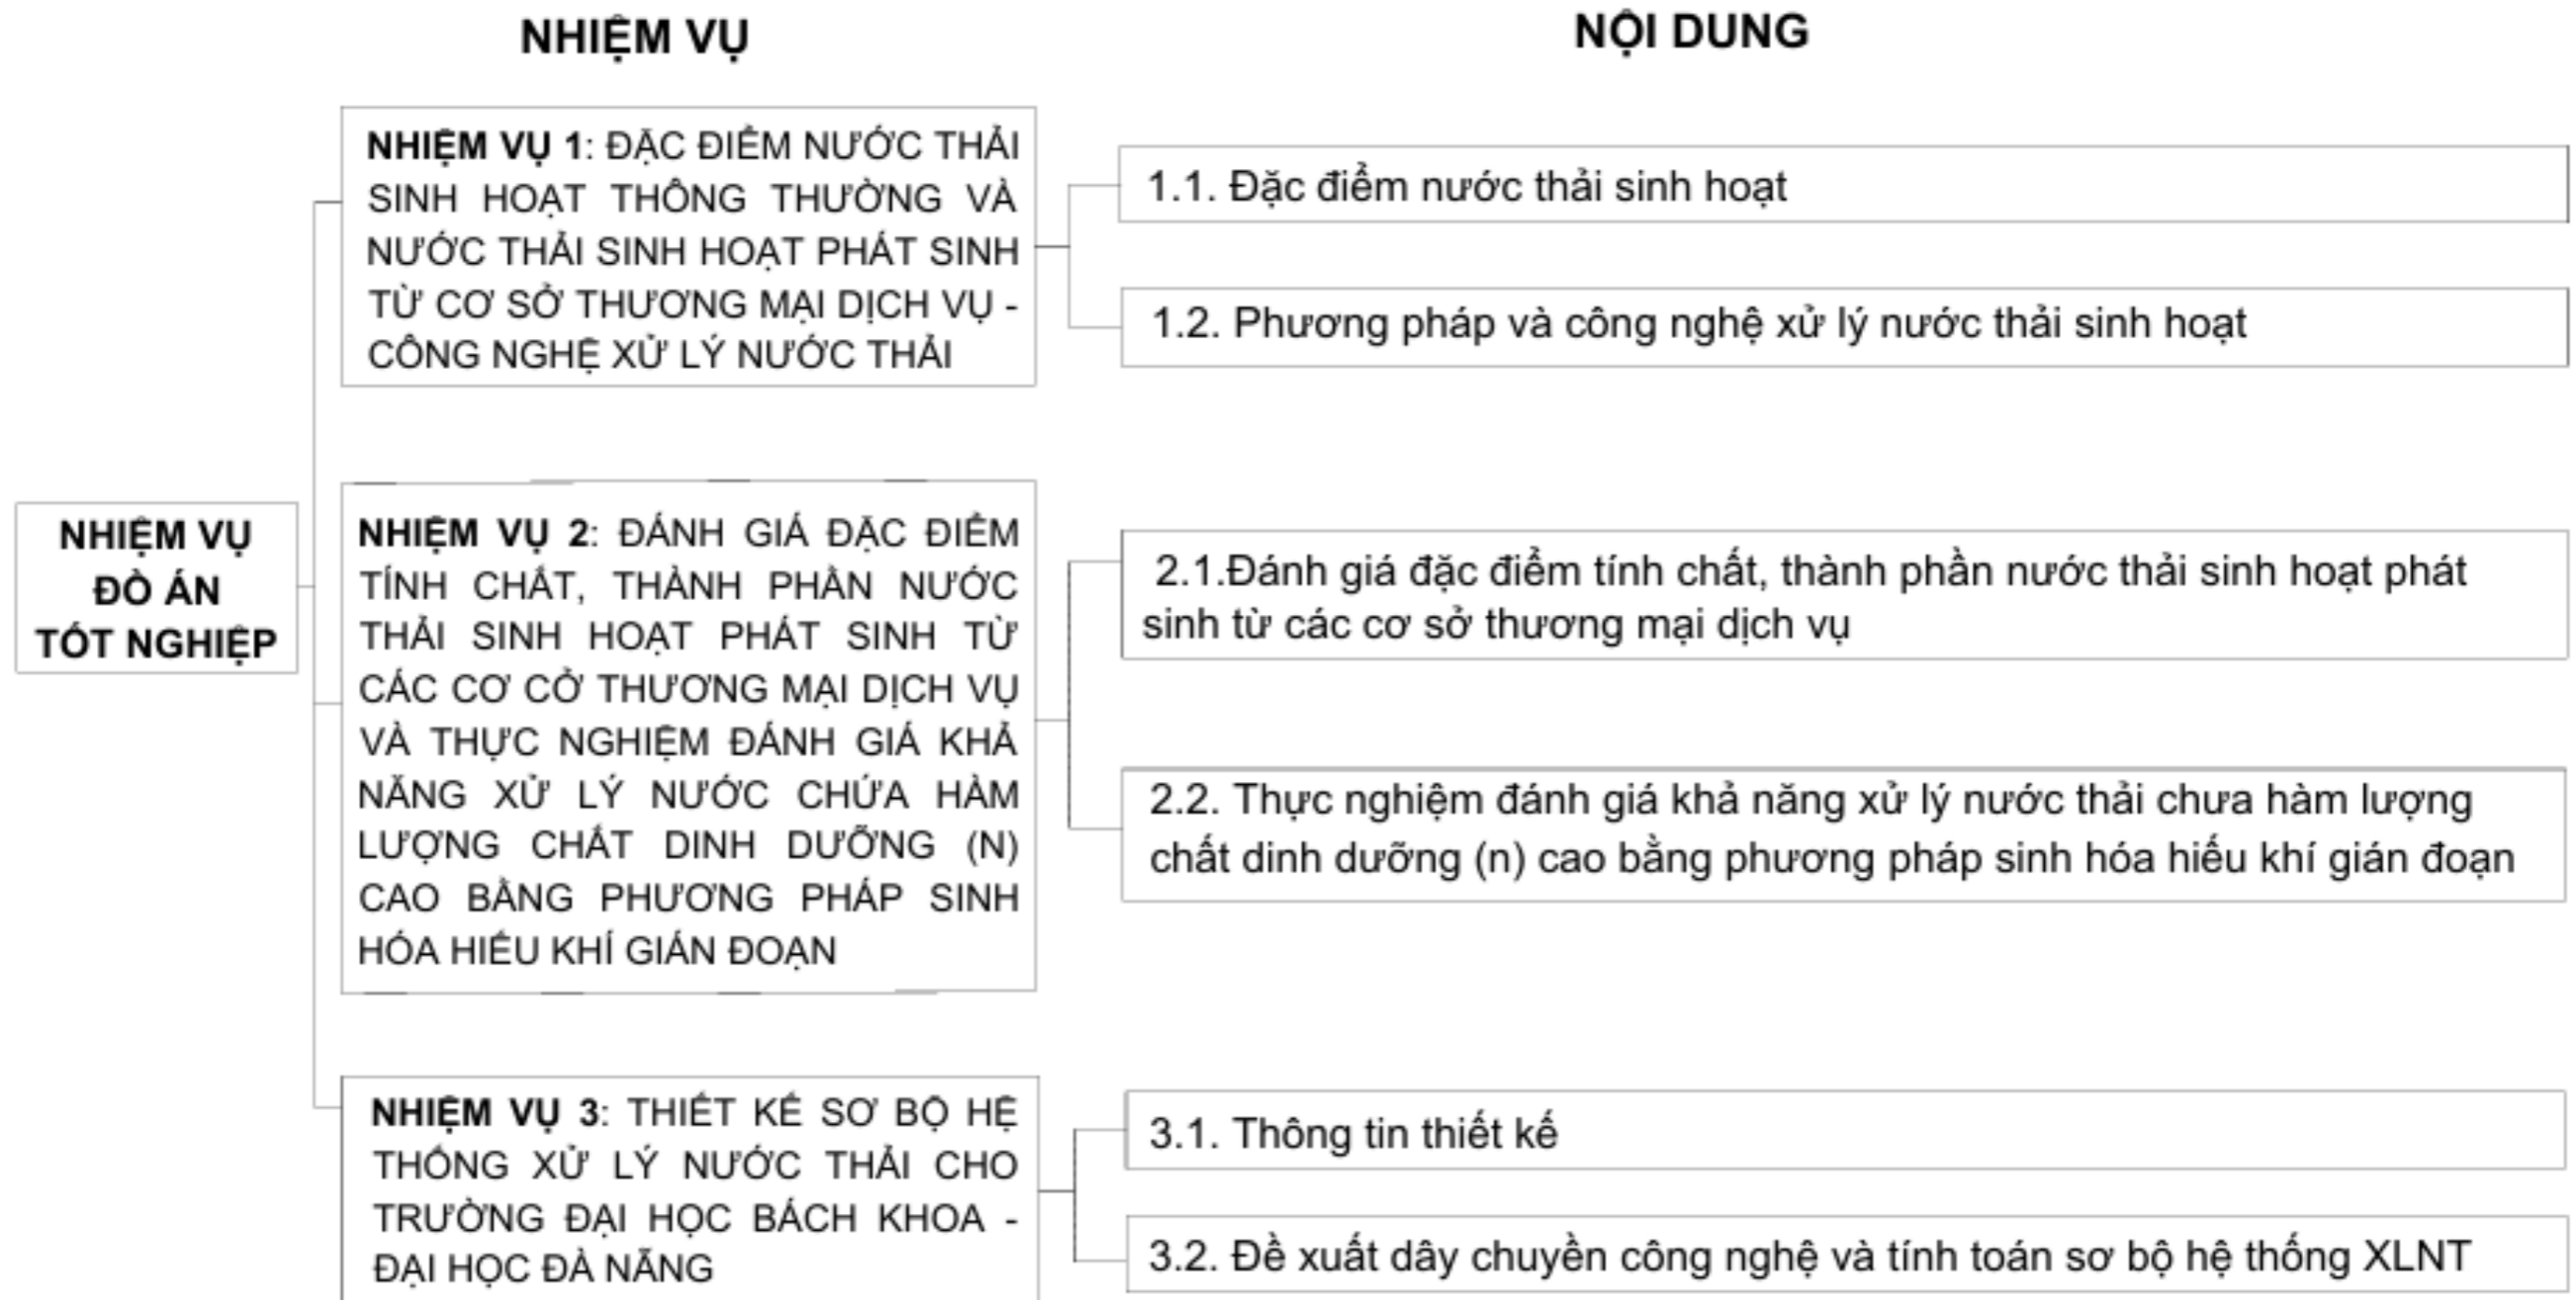 NHIỆM VỤ
NỘI DUNG
NHIỆM VỤ
ĐỒ ÁN
TỐT NGHIỆP
NHIỆM VỤ 1: ĐẶC ĐIỂM NƯỚC THẢI
SINH HOẠT THÔNG THƯỜNG VÀ
NƯỚC THẢI SINH HOẠT PHÁT SINH
TỪ CƠ SỞ THƯƠNG MẠI DỊCH VỤ -
CÔNG NGHỆ XỬ LÝ NƯỚC THẢI
1.1. Đặc điểm nước thải sinh hoạt
1.2. Phương pháp và công nghệ xử lý nước thải sinh hoạt
NHIỆM VỤ 2: ĐÁNH GIÁ ĐẶC ĐIỂM
TÍNH CHẤT, THÀNH PHẦN NƯỚC
THẢI SINH HOẠT PHÁT SINH TỪ
CÁC CƠ CỞ THƯƠNG MẠI DỊCH VỤ
VÀ THỰC NGHIỆM ĐÁNH GIÁ KHẢ
NĂNG XỬ LÝ NƯỚC CHỨA HÀM
LƯỢNG CHẤT DINH DƯỠNG (N)
CAO BẰNG PHƯƠNG PHÁP SINH
HÓA HIẾU KHÍ GIÁN ĐOẠN
2.1.Đánh giá đặc điểm tính chất, thành phần nước thải sinh hoạt phát
sinh từ các cơ sở thương mại dịch vụ
2.2. Thực nghiệm đánh giá khả năng xử lý nước thải chưa hàm lượng
chất dinh dưỡng (n) cao bằng phương pháp sinh hóa hiếu khí gián đoạn
NHIỆM VỤ 3: THIẾT KẾ SƠ BỘ HỆ
THỐNG XỬ LÝ NƯỚC THẢI CHO
TRƯỜNG ĐẠI HỌC BÁCH KHOA -
ĐẠI HỌC ĐÀ NẴNG
3.1. Thông tin thiết kế
3.2. Đề xuất dây chuyền công nghệ và tính toán sơ bộ hệ thống XLNT